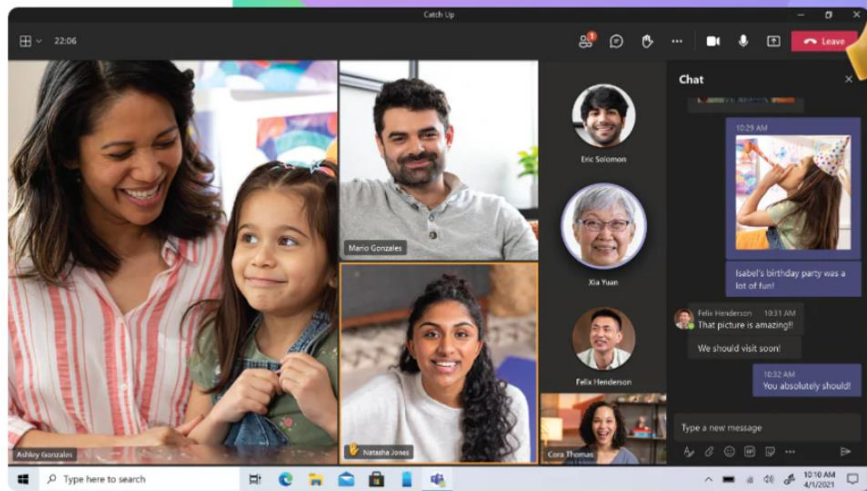 Catch Up
22:06
1
Leave
Chat
10:29 AM
Isabel's birthday party was a
lot of fun!
Felix Henderson 10:31 AM
That picture is amazing!!
We should visit soon!
10:32 AM
You absolutely should!
Type a new message
Eric Solomon
Xia Yuan
Felix Henderson
Mario Gonzales
Ashley Gonzales
Natasha Jones
Cora Thomas
Type here to search
10:10 AM
4/1/2021